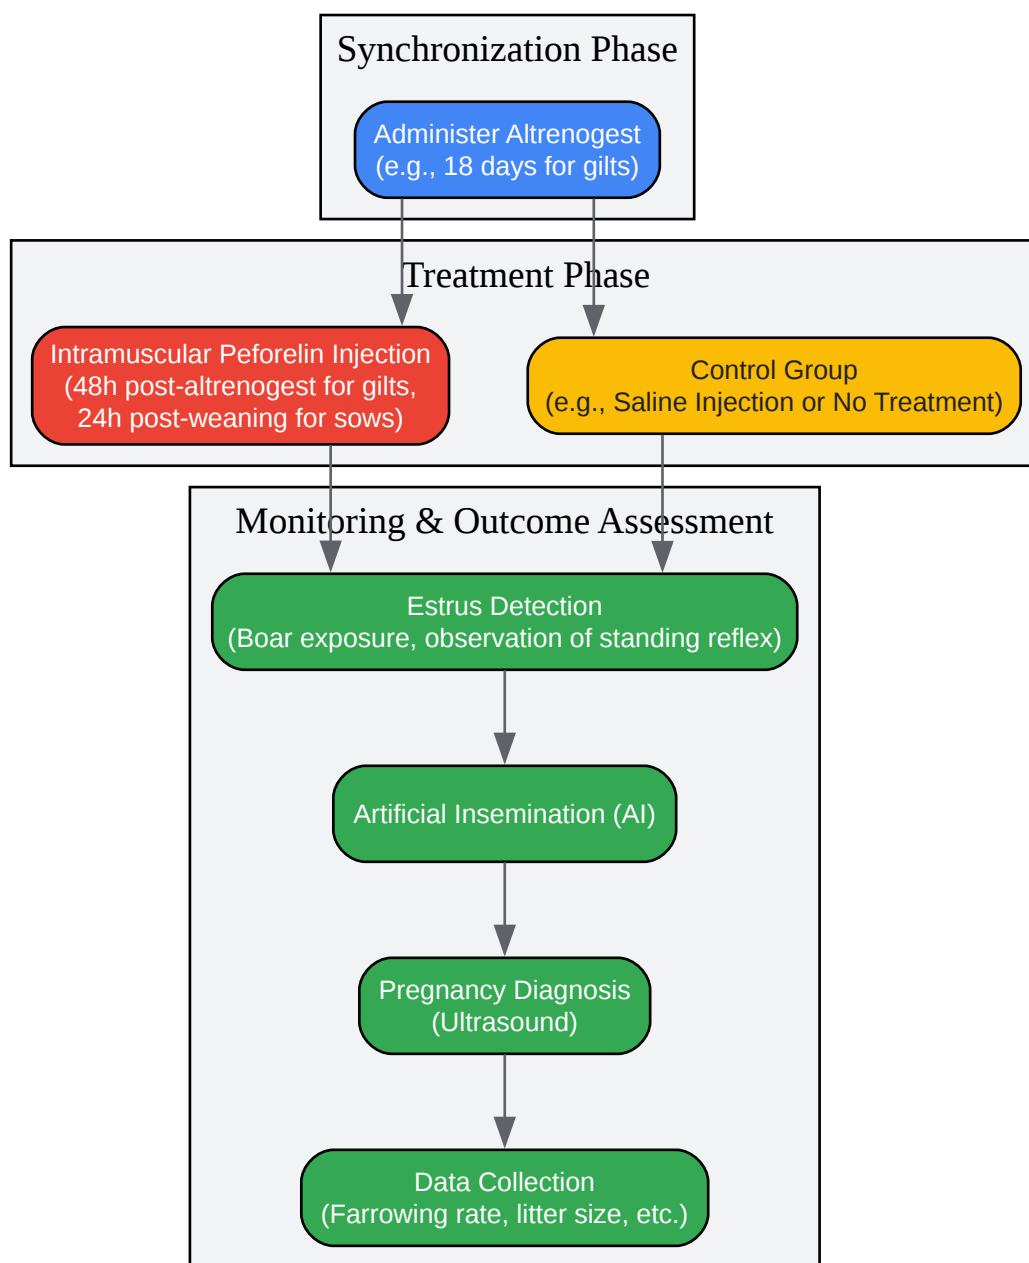 Synchronization Phase
Administer Altrenogest
(e.g., 18 days for gilts)
Treatment Phase
Intramuscular Peforelin Injection
(48h post-altrenogest for gilts,
24h post-weaning for sows)
Control Group
(e.g., Saline Injection or No Treatment)
Monitoring & Outcome Assessment
Estrus Detection
(Boar exposure, observation of standing reflex)
Artificial Insemination (AI)
Pregnancy Diagnosis
(Ultrasound)
Data Collection
(Farrowing rate, litter size, etc.)